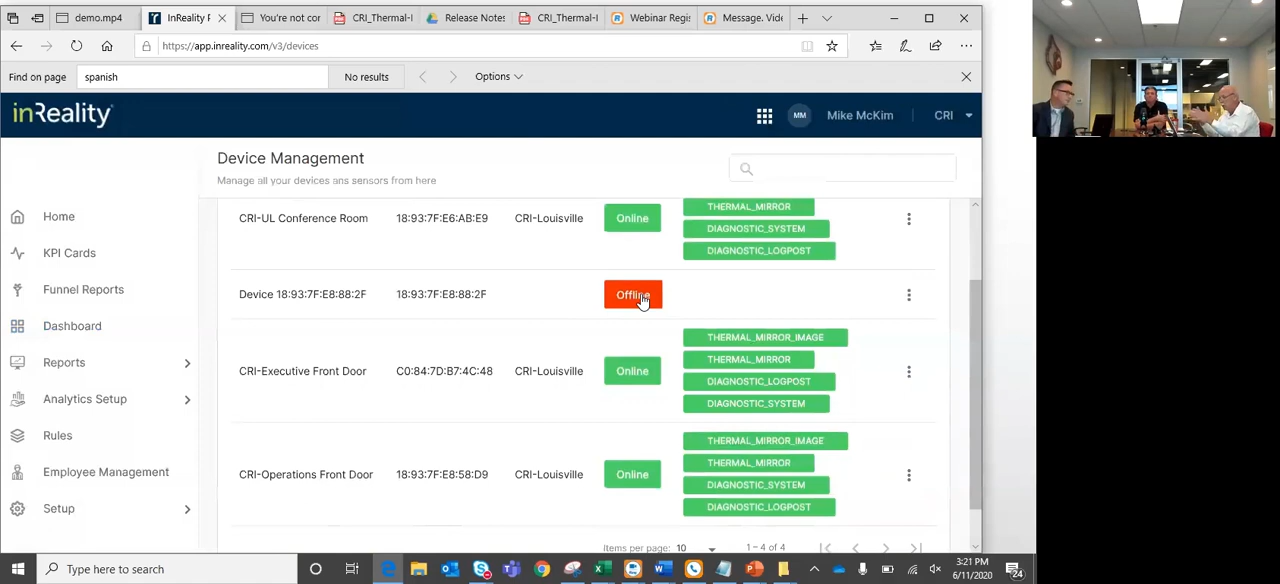 demo.mp4
InReality F
You're not cor
CRI_Thermal-I
Release Notes
CRI_Thermal-I
Webinar Regis
Message. Vide
https://app.inreality.com/v3/devices
Find on page
spanish
No results
Options
inReality
MM
Mike McKim
CRI
Device Management
Manage all your devices ans sensors from here
Home
KPI Cards
Funnel Reports
Dashboard
Reports
Analytics Setup
Rules
Employee Management
Setup
CRI-UL Conference Room 18:93:7F:E6:AB:E9 CRI-Louisville Online
THERMAL_MIRROR
DIAGNOSTIC_SYSTEM
DIAGNOSTIC_LOGPOST
Device 18:93:7F:E8:88:2F 18:93:7F:E8:88:2F Offline
CRI-Executive Front Door C0:84:7D:B7:4C:48 CRI-Louisville Online
THERMAL_MIRROR_IMAGE
THERMAL_MIRROR
DIAGNOSTIC_LOGPOST
DIAGNOSTIC_SYSTEM
CRI-Operations Front Door 18:93:7F:E8:58:D9 CRI-Louisville Online
THERMAL_MIRROR_IMAGE
THERMAL_MIRROR
DIAGNOSTIC_SYSTEM
DIAGNOSTIC_LOGPOST
Items per page: 10 1 – 4 of 4
Type here to search
3:21 PM
6/11/2020
24